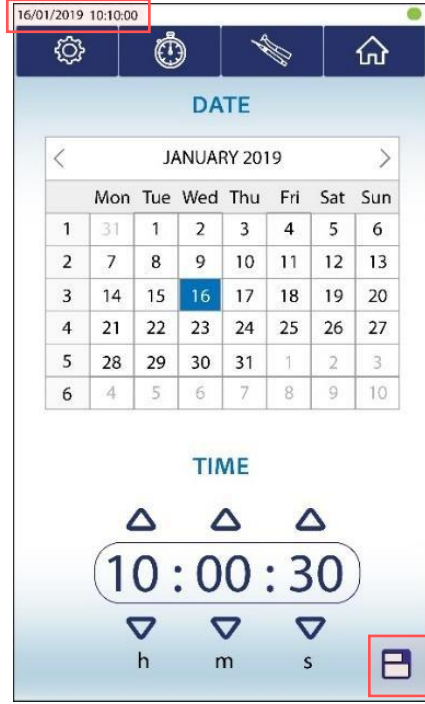 16/01/2019 10:10:00
DATE
< JANUARY 2019 >
Mon Tue Wed Thu Fri Sat Sun
1 31 1 2 3 4 5 6
2 7 8 9 10 11 12 13
3 14 15 16 17 18 19 20
4 21 22 23 24 25 26 27
5 28 29 30 31 1 2 3
6 4 5 6 7 8 9 10
TIME
10 : 00 : 30
h m s